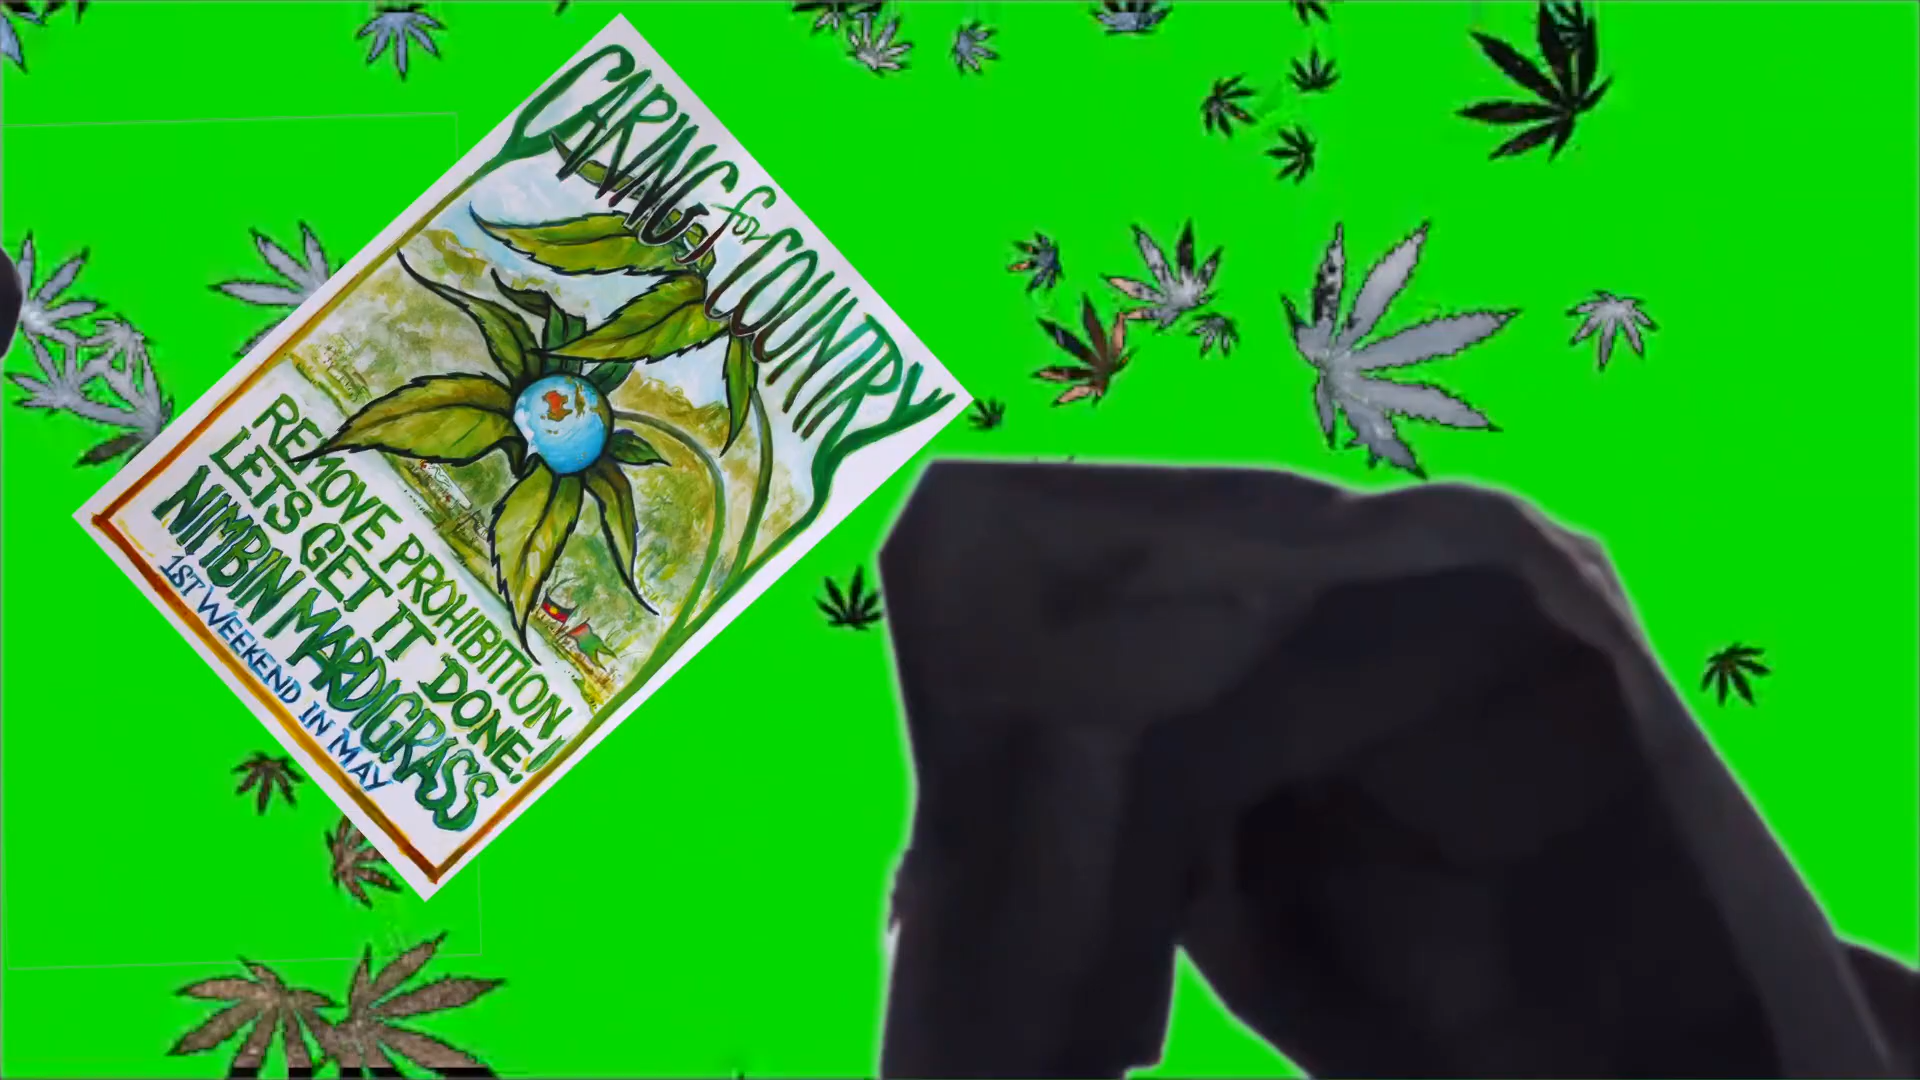 CARING for COUNTRY
REMOVE PROHIBITION
LETS GET IT DONE!
NIMBIN MARDIGRASS
1ST WEEKEND IN MAY